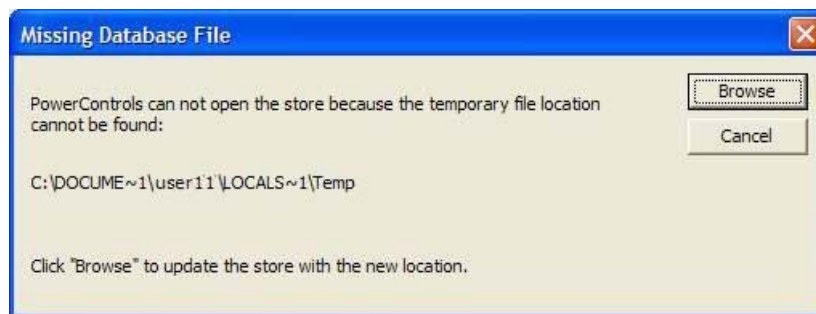 Missing Database File
PowerControls can not open the store because the temporary file location
cannot be found:
Browse
Cancel
C:\DOCUME~1\user11\LOCALS~1\Temp
Click "Browse" to update the store with the new location.